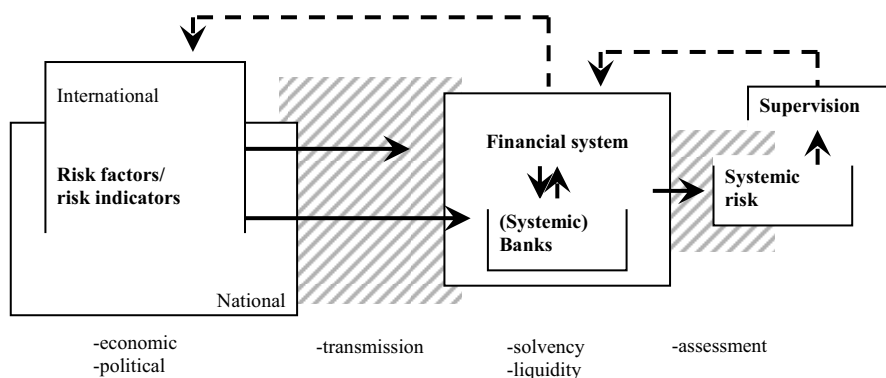 International
Risk factors/
risk indicators
National
Financial system
(Systemic)
Banks
Systemic
risk
Supervision
-economic
-political
-transmission
-solvency
-liquidity
-assessment